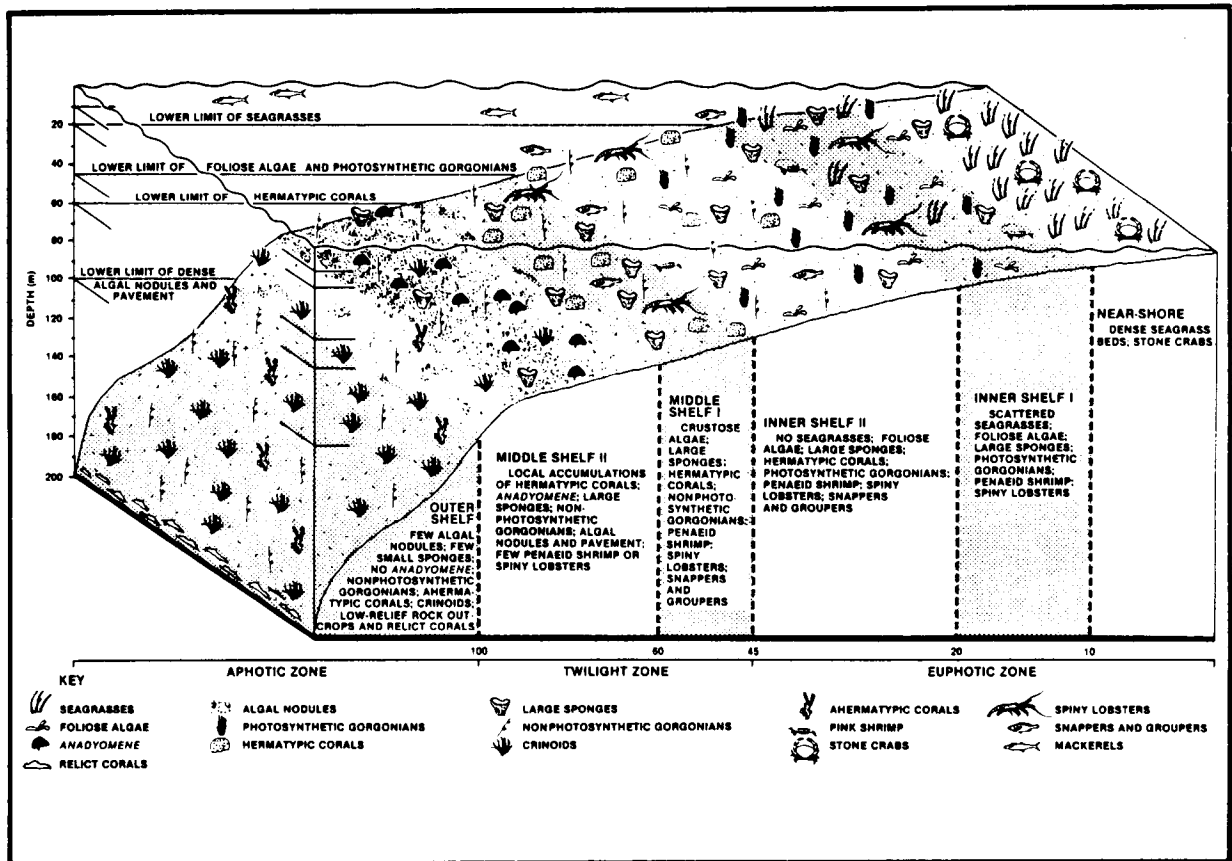 LOWER LIMIT OF SEAGRASSES
LOWER LIMIT OF FOLIOSE ALGAE AND PHOTOSYNTHETIC GORGONIANS
LOWER LIMIT OF HERMATYPIC CORALS
LOWER LIMIT OF DENSE
ALGAL NODULES AND
PAVEMENT
DEPTH (m)
20
40
60
80
100
120
140
160
180
200
OUTER
SHELF
FEW ALGAL
NODULES; FEW
SMALL SPONGES;
NO ANADYOMENE;
NONPHOTOSYNTHETIC
GORGONIANS; AHERMA-
TYPIC CORALS; CRINOIDS;
LOW-RELIEF ROCK OUT-
CROPS AND RELICT CORALS
MIDDLE SHELF II
LOCAL ACCUMULATIONS
OF HERMATYPIC CORALS;
ANADYOMENE; LARGE
SPONGES; NON-
PHOTOSYNTHETIC
GORGONIANS; ALGAL
NODULES AND PAVEMENT;
FEW PENAEID SHRIMP OR
SPINY LOBSTERS
MIDDLE
SHELF I
CRUSTOSE
ALGAE;
LARGE
SPONGES;
HERMATYPIC
CORALS;
NONPHOTO-
SYNTHETIC
GORGONIANS;
PENAEID
SHRIMP;
SPINY
LOBSTERS;
SNAPPERS
AND
GROUPERS
INNER SHELF II
NO SEAGRASSES; FOLIOSE
ALGAE; LARGE SPONGES;
HERMATYPIC CORALS;
PHOTOSYNTHETIC GORGONIANS;
PENAEID SHRIMP; SPINY
LOBSTERS; SNAPPERS
AND GROUPERS
INNER SHELF I
SCATTERED
SEAGRASSES;
FOLIOSE ALGAE;
LARGE SPONGES;
PHOTOSYNTHETIC
GORGONIANS;
PENAEID SHRIMP;
SPINY LOBSTERS
NEAR-SHORE
DENSE SEAGRASS
BEDS; STONE CRABS
100
60
45
20
10
APHOTIC ZONE
TWILIGHT ZONE
EUPHOTIC ZONE
KEY
SEAGRASSES
FOLIOSE ALGAE
ANADYOMENE
RELICT CORALS
ALGAL NODULES
PHOTOSYNTHETIC GORGONIANS
HERMATYPIC CORALS
LARGE SPONGES
NONPHOTOSYNTHETIC GORGONIANS
CRINOIDS
AHERMATYPIC CORALS
PINK SHRIMP
STONE CRABS
SPINY LOBSTERS
SNAPPERS AND GROUPERS
MACKERELS